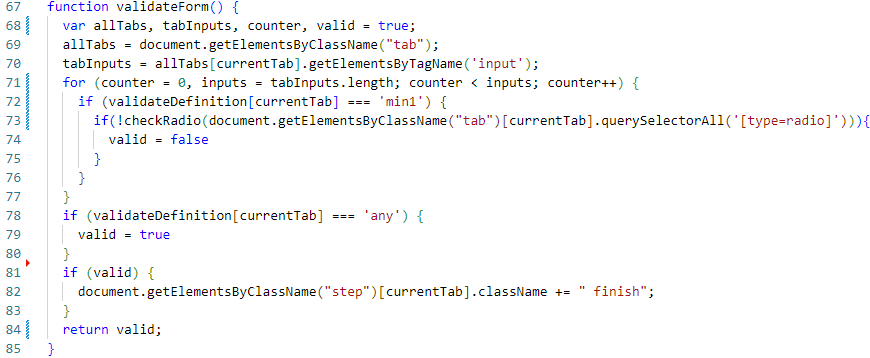 67 function validateForm() {
68 var allTabs, tabInputs, counter, valid = true;
69 allTabs = document.getElementsByClassName("tab");
70 tabInputs = allTabs[currentTab].getElementsByTagName('input');
71 for (counter = 0, inputs = tabInputs.length; counter < inputs; counter++) {
72 if (validateDefinition[currentTab] === 'min1') {
73 if(!checkRadio(document.getElementsByClassName("tab")[currentTab].querySelectorAll('[type=radio]'))){
74 valid = false
75 }
76 }
77 }
78 if (validateDefinition[currentTab] === 'any') {
79 valid = true
80 }
81 if (valid) {
82 document.getElementsByClassName("step")[currentTab].className += " finish";
83 }
84 return valid;
85 }